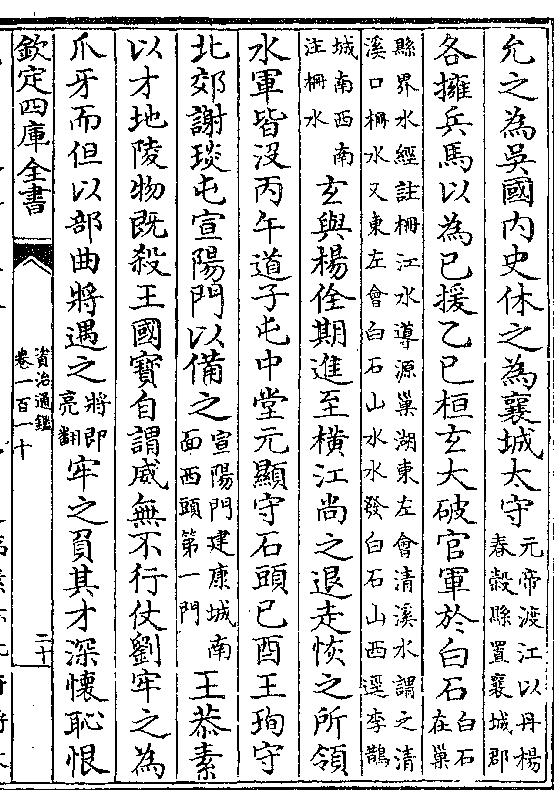 允之為吳國内史休之為襄城太守元帝渡江以丹楊春穀縣置襄城郡
各擁兵馬以為已援乙巳桓玄大破官軍於白石白石在巢
縣界水經註柵江水導源巢湖東左會清溪水謂之清
溪口柵水又東左會白石山水水發白石山西逕李鵲
城南西南注柵水玄與楊佺期進至橫江尚之退走恢之所領
水軍皆没丙午道子屯中堂元顯守石頭己酉王珣守
北郊謝琰屯宣陽門以備之宣陽門建康城南面西頭第一門王恭素
以才地陵物既殺王國寶自謂威無不行仗劉牢之為
爪牙而但以部曲將遇之將即亮翻牢之負其才深懷恥恨
欽定四庫全書
資治通鑑
卷一百一十
二十